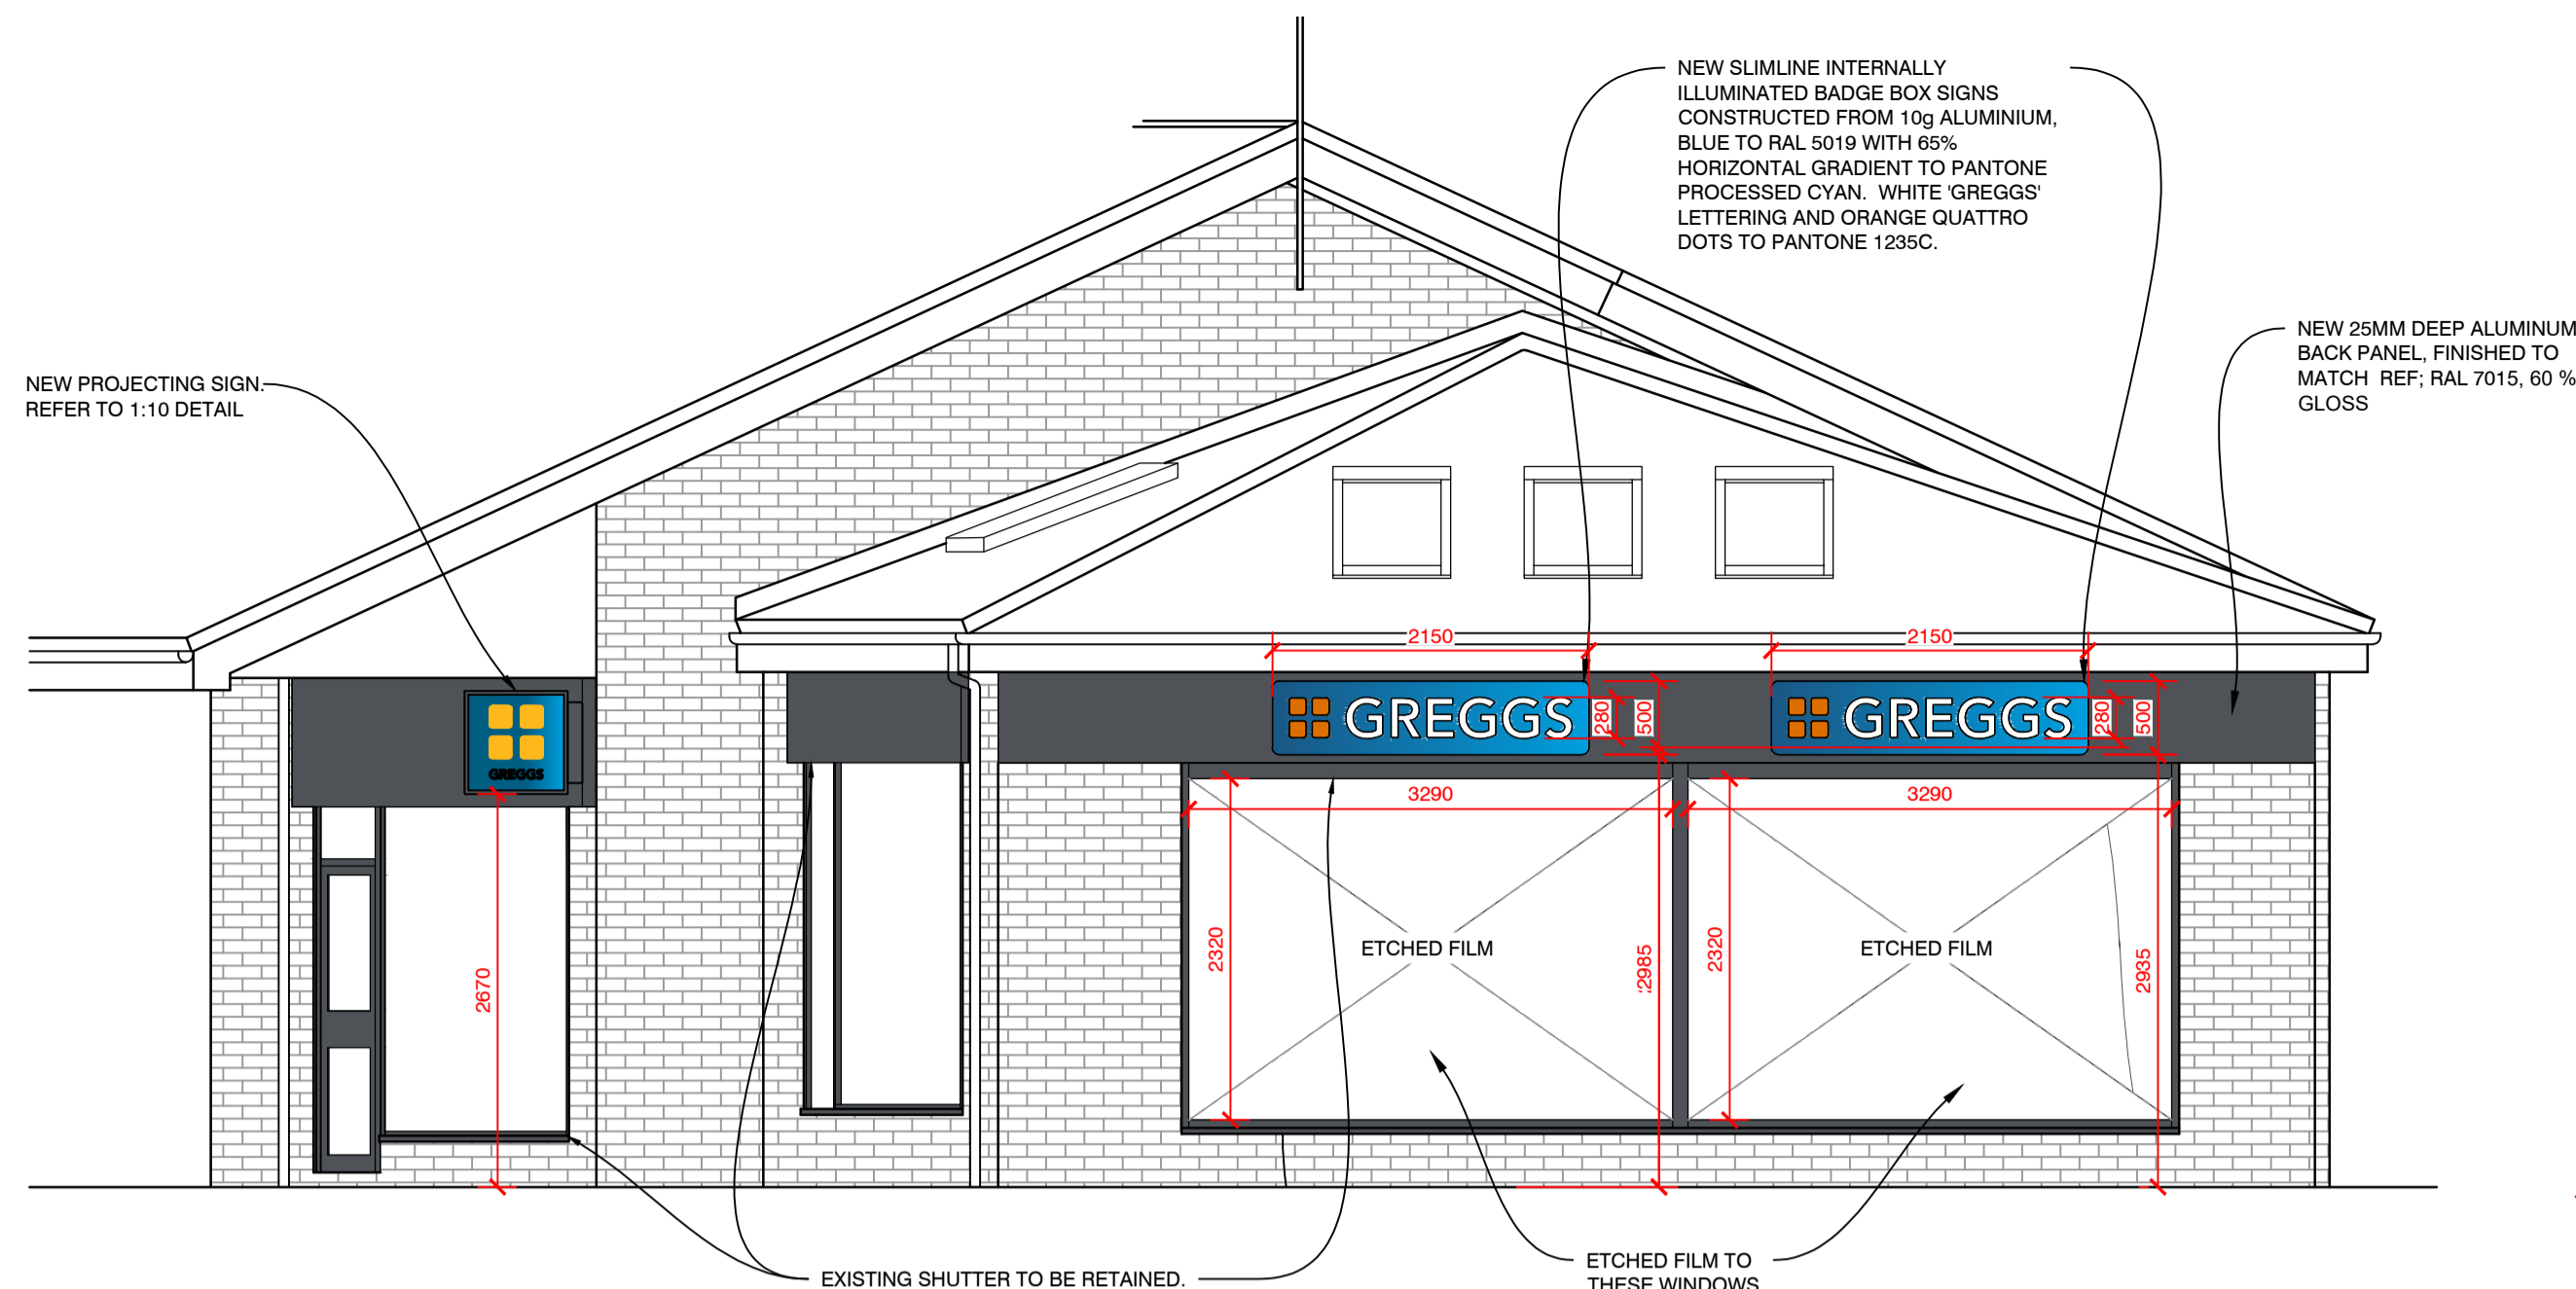 NEW SLIMLINE INTERNALLY
ILLUMINATED BADGE BOX SIGNS
CONSTRUCTED FROM 10g ALUMINIUM,
BLUE TO RAL 5019 WITH 65%
HORIZONTAL GRADIENT TO PANTONE
PROCESSED CYAN. WHITE 'GREGGS'
LETTERING AND ORANGE QUATTRO
DOTS TO PANTONE 1235C.
NEW 25MM DEEP ALUMINUM
BACK PANEL, FINISHED TO
MATCH REF; RAL 7015, 60 %
GLOSS
NEW PROJECTING SIGN.
REFER TO 1:10 DETAIL
2150
2150
GREGGS
280
500
GREGGS
280
500
GREGGS
3290
3290
2670
2320
ETCHED FILM
2985
2320
ETCHED FILM
2935
EXISTING SHUTTER TO BE RETAINED.
ETCHED FILM TO
THESE WINDOWS